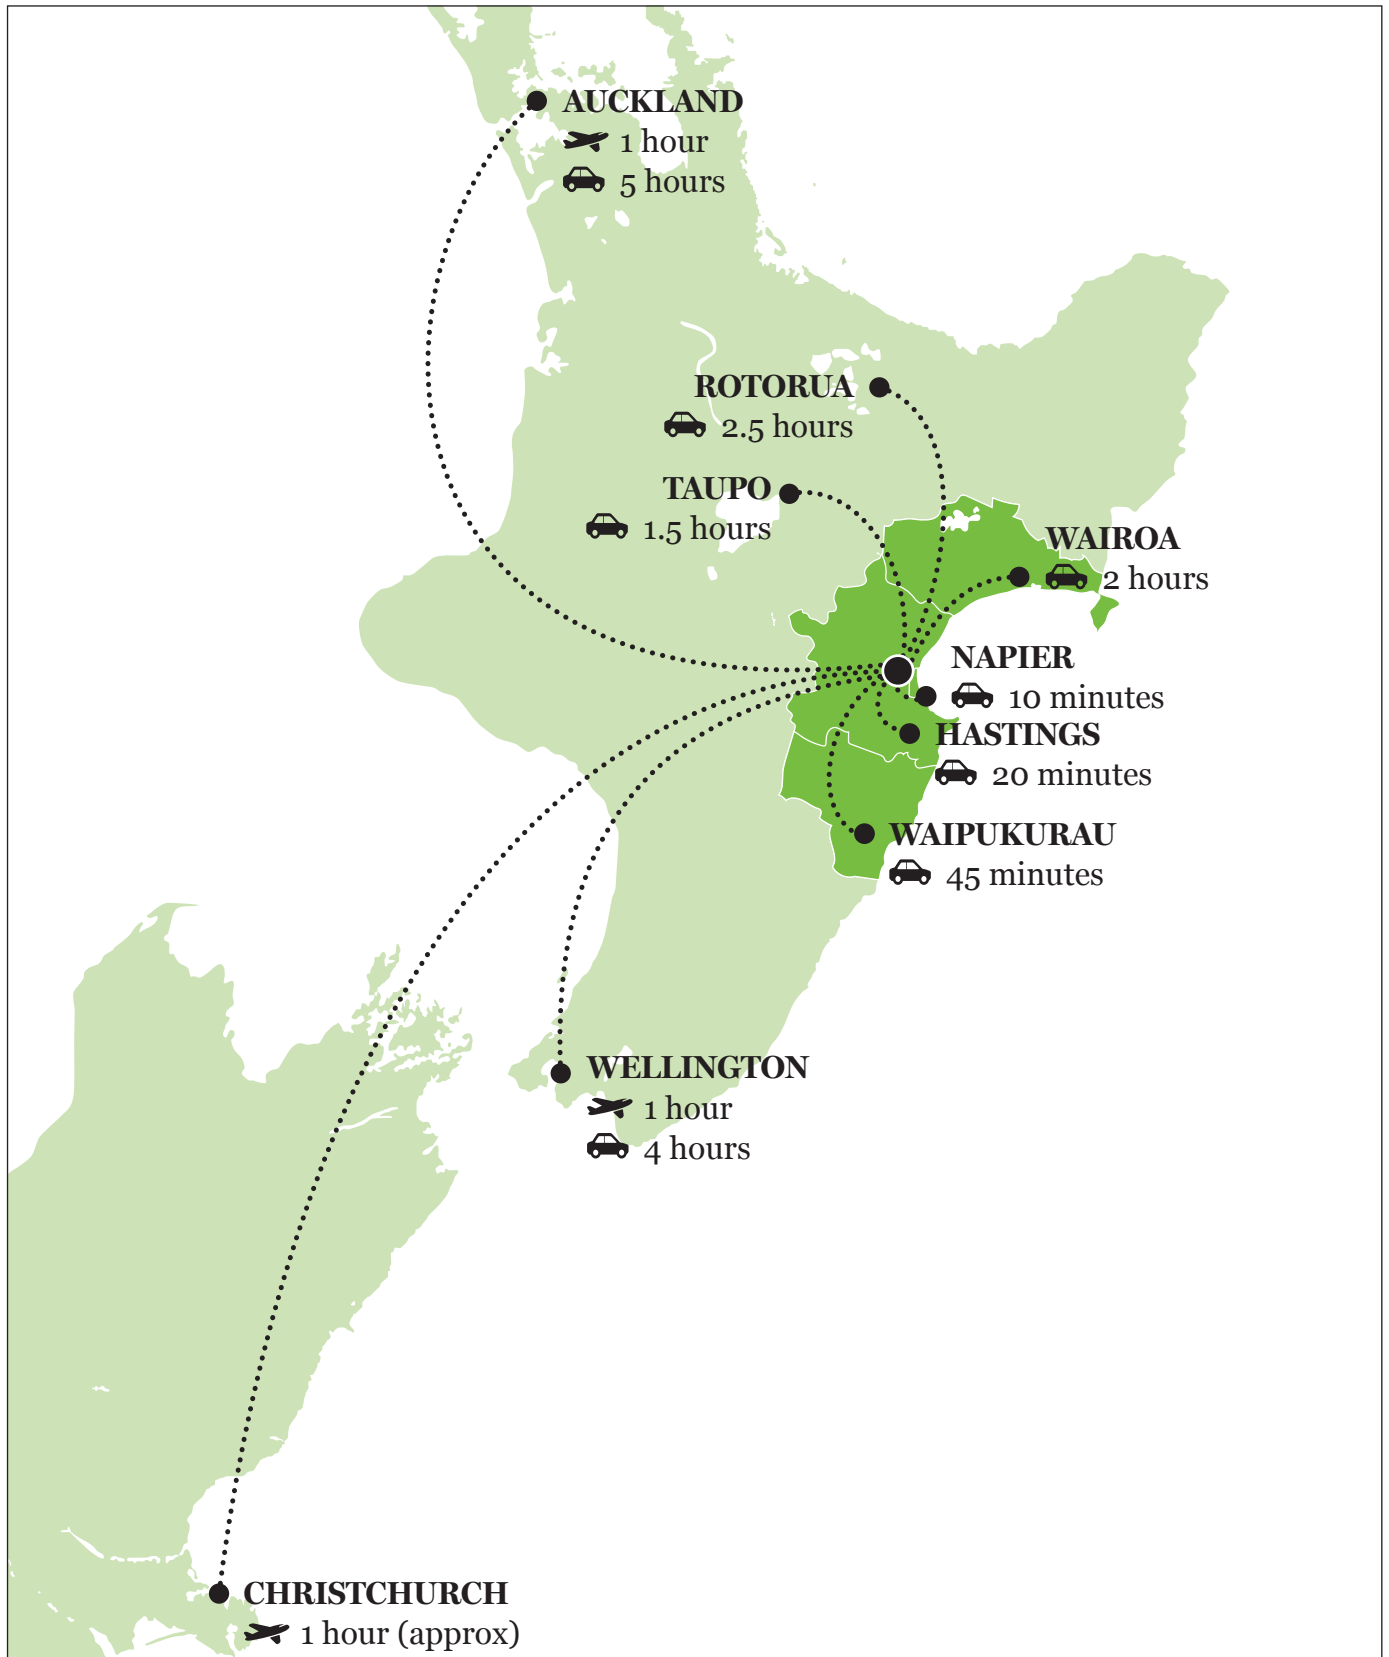 AUCKLAND
1 hour
5 hours
ROTORUA
2.5 hours
TAUPO
1.5 hours
WAIROA
2 hours
NAPIER
10 minutes
HASTINGS
20 minutes
WAIPUKURAU
45 minutes
WELLINGTON
1 hour
4 hours
CHRISTCHURCH
1 hour (approx)